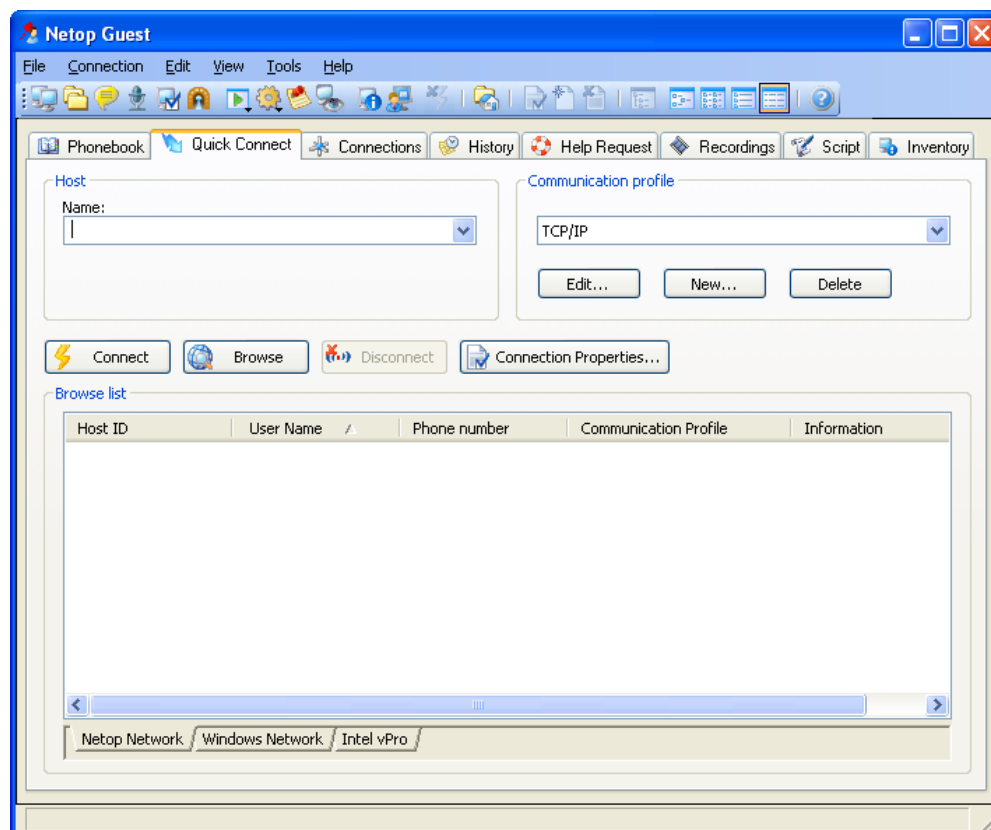 Netop Guest
File Connection Edit View Tools Help
Phonebook Quick Connect Connections History Help Request Recordings Script Inventory
Host
Name:
Communication profile
TCP/IP
Edit... New... Delete
Connect Browse Disconnect Connection Properties...
Browse list
Host ID User Name Phone number Communication Profile Information
Netop Network Windows Network Intel vPro